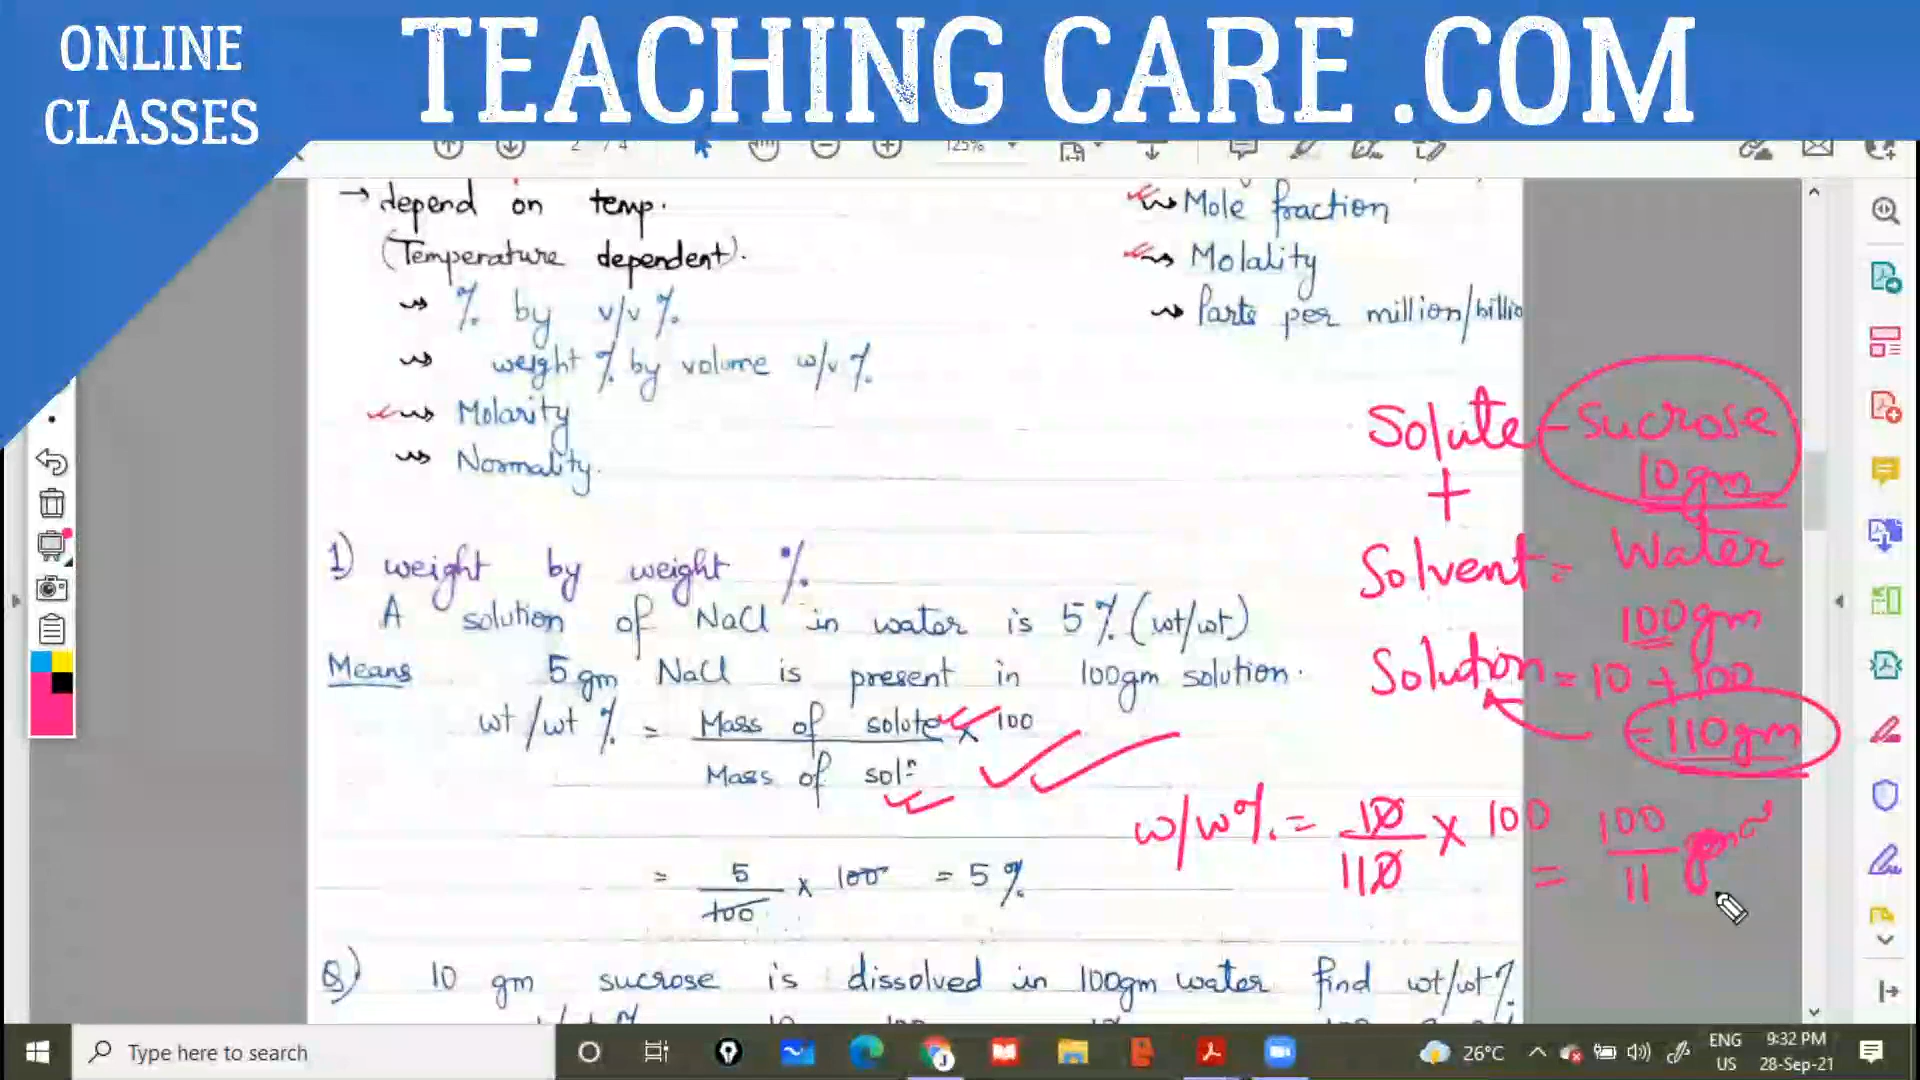 ONLINE
CLASSES
TEACHING CARE .COM
2 / 4
125%
→ depend on temp.
(Temperature dependent).
% by v/v %
weight % by volume w/v %
Molarity
Normality.
Mole fraction
Molality
Parts per million/billio
Solute - Sucrose
10gm
+
Solvent = Water
100gm
Solution = 10 + 100
= 110gm
1) weight by weight %
A solution of NaCl in water is 5% (wt/wt)
Means 5gm NaCl is present in 100gm solution.
wt/wt % = Mass of solute × 100
Mass of solⁿ
w/w% = 10 × 100 = 100
110 11
= 5 × 100 = 5 %
100
Q) 10 gm sucrose is dissolved in 100gm water find wt/wt%
Type here to search
26°C
ENG
US
9:32 PM
28-Sep-21